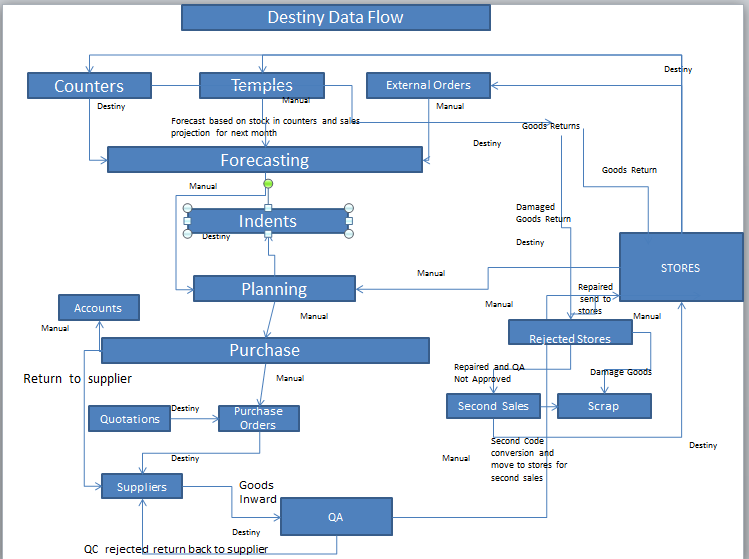 Destiny Data Flow
Destiny
Counters
Temples
External Orders
Destiny
Manual
Manual
Forecast based on stock in counters and sales
projection for next month
Goods Returns
Destiny
Forecasting
Goods Return
Manual
Damaged
Goods Return
Indents
Destiny
Destiny
STORES
Manual
Planning
Repaired
send to
stores
Accounts
Manual
Manual
Manual
Manual
Rejected Stores
Purchase
Return to supplier
Manual
Repaired and QA
Not Approved
Damage Goods
Quotations
Destiny
Purchase
Orders
Second Sales
Scrap
Destiny
Manual
Second Code
conversion and
move to stores for
second sales
Destiny
Suppliers
Goods
Inward
QA
Destiny
QC rejected return back to supplier